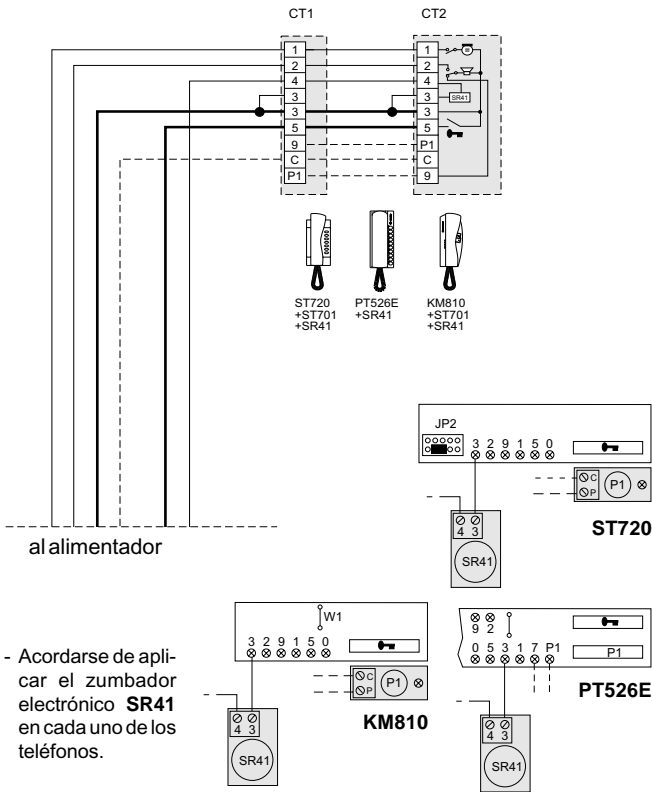 CT1 CT2
1 1
2 2
4 4
3 3 SR41
3 3
5 5
9 P1
C C
P1 9
ST720 PT526E KM810
+ST701 +SR41 +ST701
+SR41 +SR41
JP2
3 2 9 1 5 0
C
P P1
4 3
SR41
ST720
al alimentador
W1
3 2 9 1 5 0
C
P P1
4 3
SR41
KM810
9 2
0 5 3 1 7 P1 P1
4 3
SR41
PT526E
- Acordarse de apli-
car el zumbador
electrónico SR41
en cada uno de los
teléfonos.